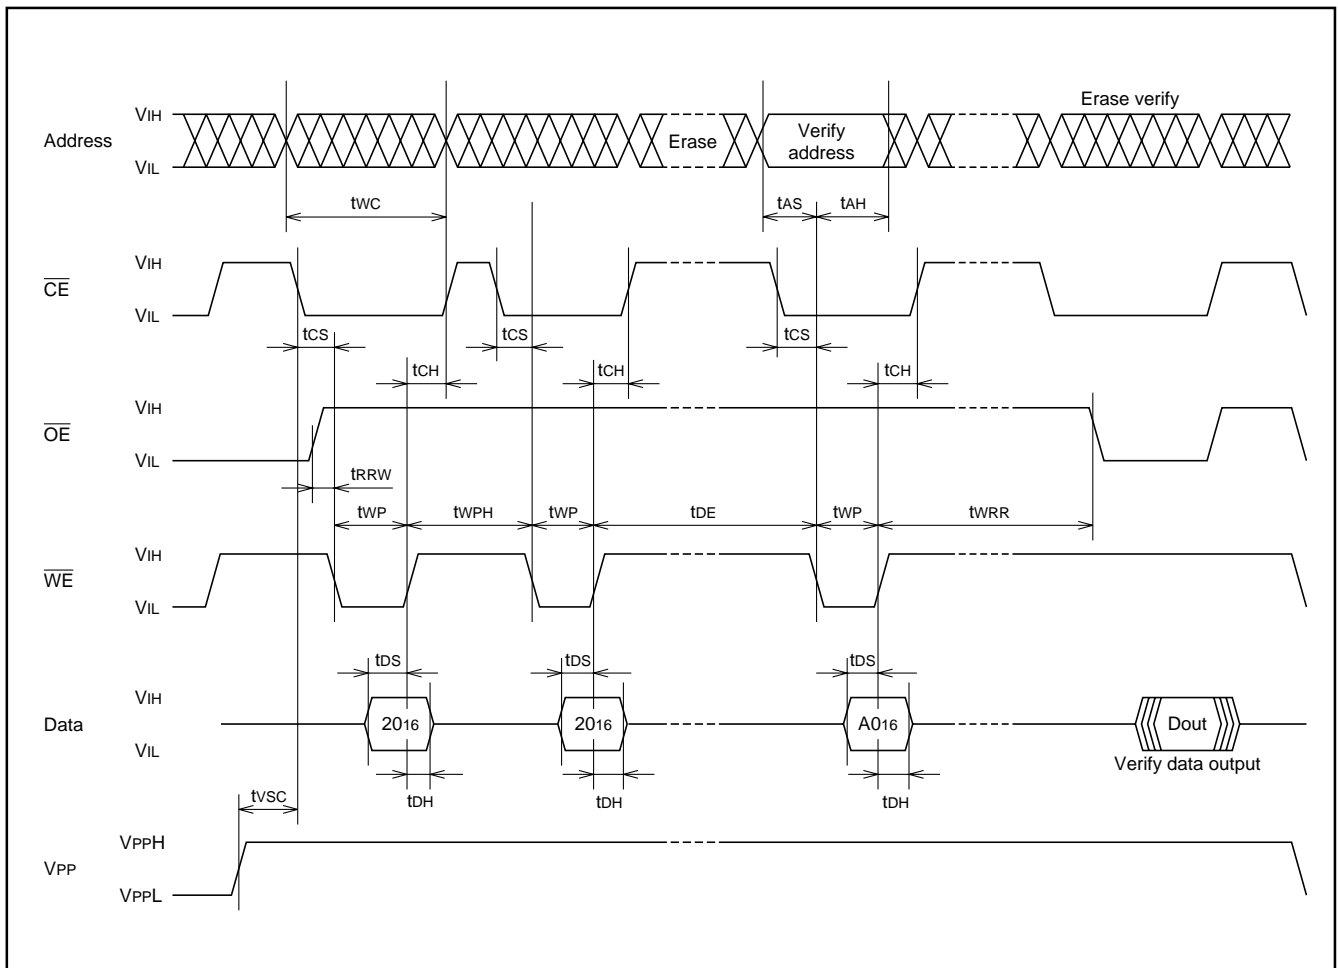 Erase verify
VIH
Address
Erase
Verify
address
VIL
tWC
tAS
tAH
VIH
CE
VIL
tCS
tCS
tCS
tCH
tCH
tCH
VIH
OE
VIL
tRRW
tWP
tWPH
tWP
tDE
tWP
tWRR
VIH
WE
VIL
tDS
tDS
tDS
VIH
Data
2016
2016
A016
Dout
VIL
Verify data output
tDH
tDH
tDH
tVSC
VPPH
VPP
VPPL